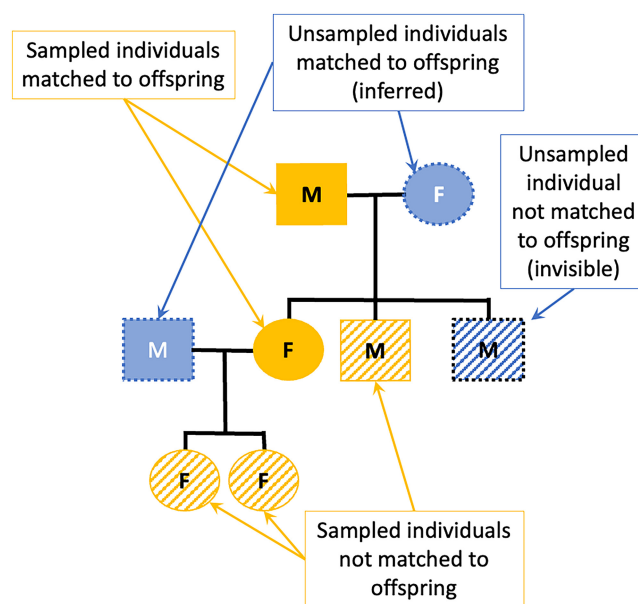 Sampled individuals
matched to offspring
Unsampled individuals
matched to offspring
(inferred)
Unsampled
individual
not matched
to offspring
(invisible)
M
F
M
F
M
M
F
F
Sampled individuals
not matched to
offspring